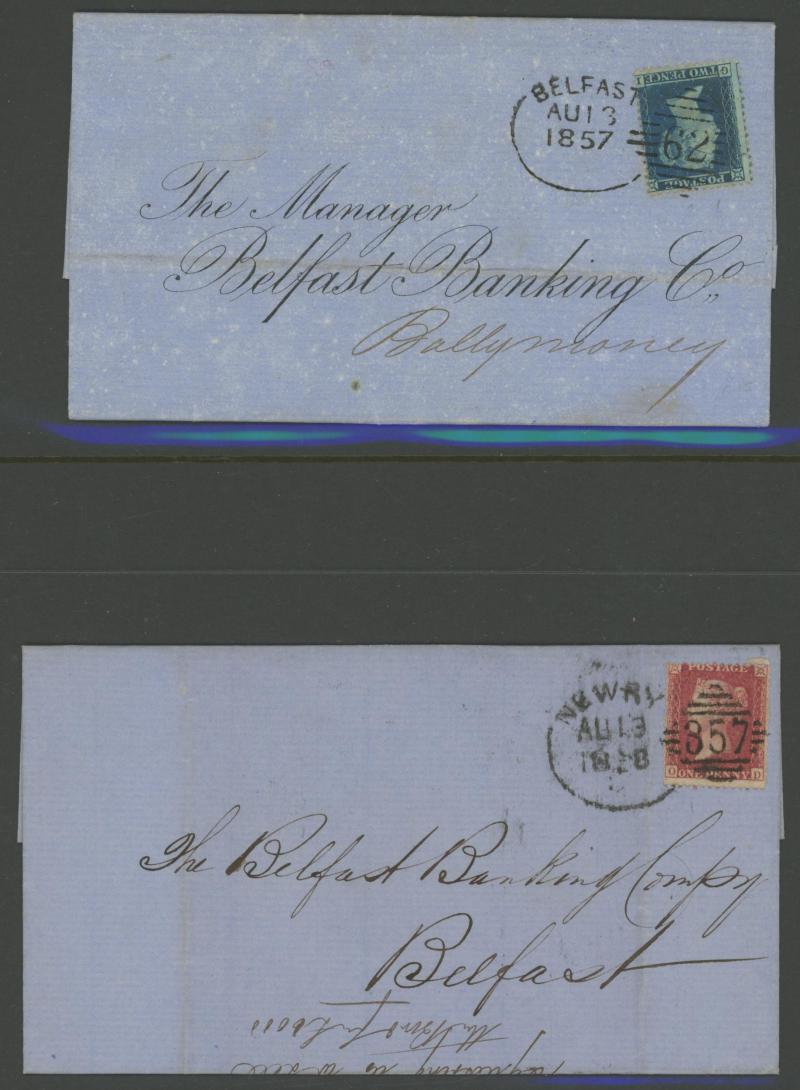 BELFAST
AU 13
1857
62
TWO PENCE
G I
POSTAGE
The Manager
Belfast Banking Co.
Ballymoney
NEWRY
AU 13
357
POSTAGE
O ONE PENNY D
The Belfast Banking Compy
Belfast